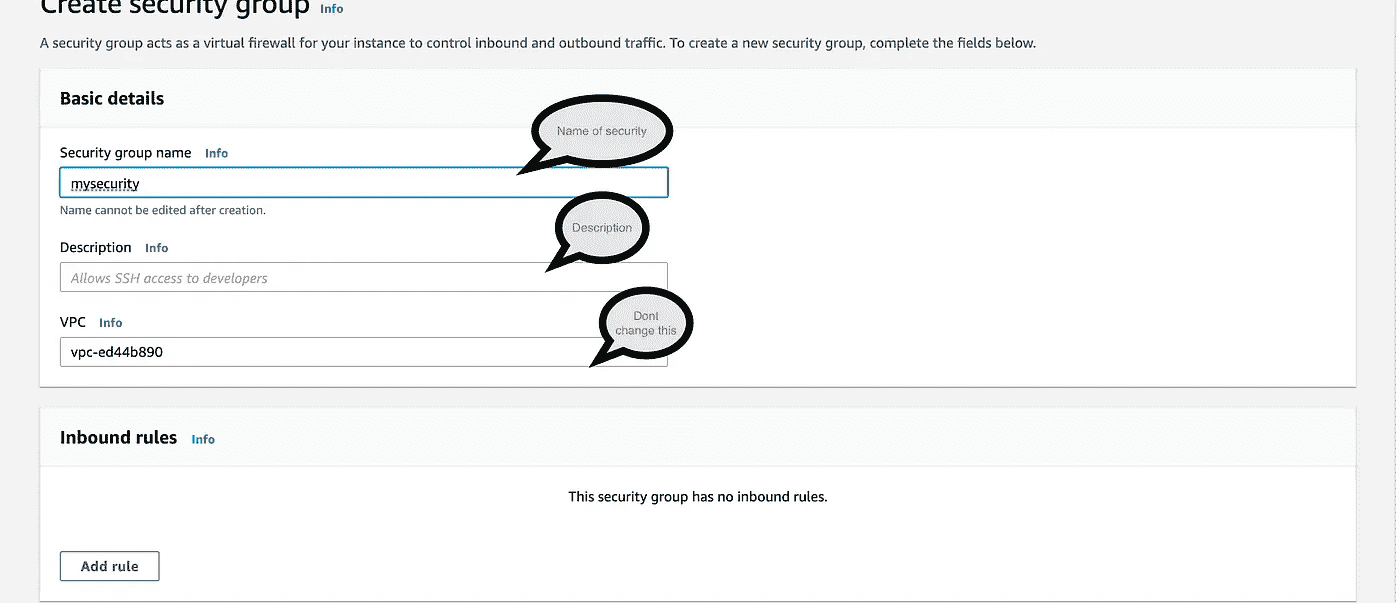 Create security group Info
A security group acts as a virtual firewall for your instance to control inbound and outbound traffic. To create a new security group, complete the fields below.
Basic details
Name of security
Security group name Info
mysecurity
Name cannot be edited after creation.
Description
Description Info
Allows SSH access to developers
Dont
change this
VPC Info
vpc-ed44b890
Inbound rules Info
This security group has no inbound rules.
Add rule